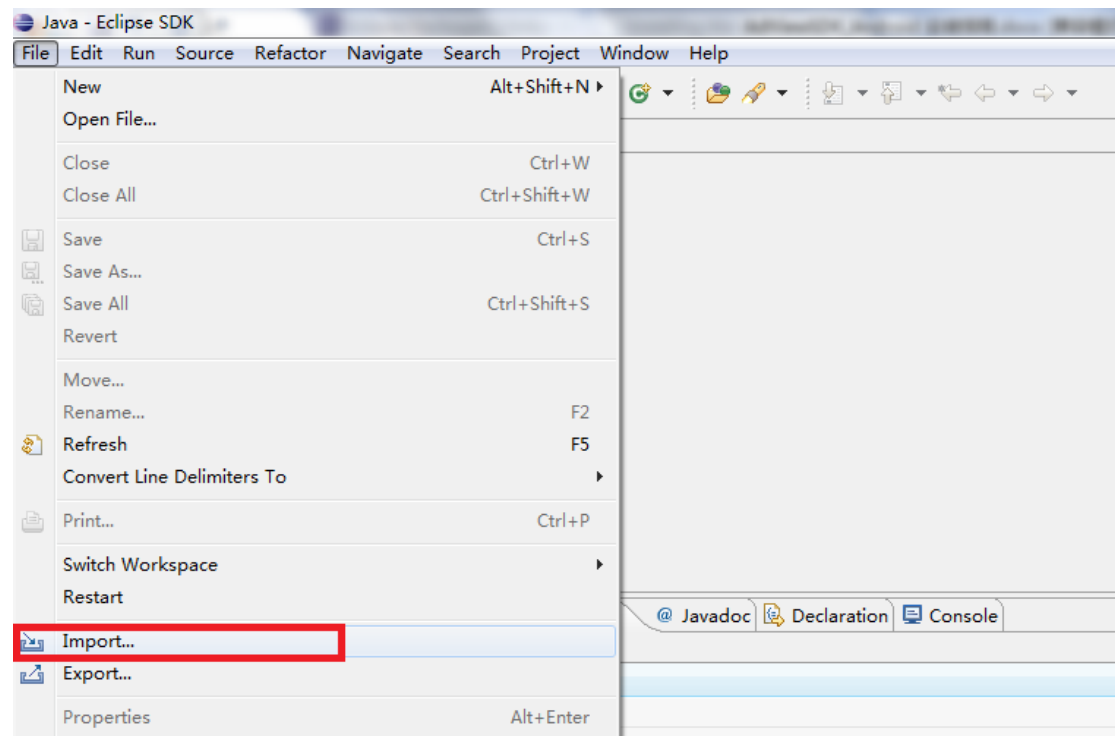 Java - Eclipse SDK
File Edit Run Source Refactor Navigate Search Project Window Help
New Alt+Shift+N
Open File...
Close Ctrl+W
Close All Ctrl+Shift+W
Save Ctrl+S
Save As...
Save All Ctrl+Shift+S
Revert
Move...
Rename... F2
Refresh F5
Convert Line Delimiters To
Print... Ctrl+P
Switch Workspace
Restart
@ Javadoc Declaration Console
Import...
Export...
Properties Alt+Enter